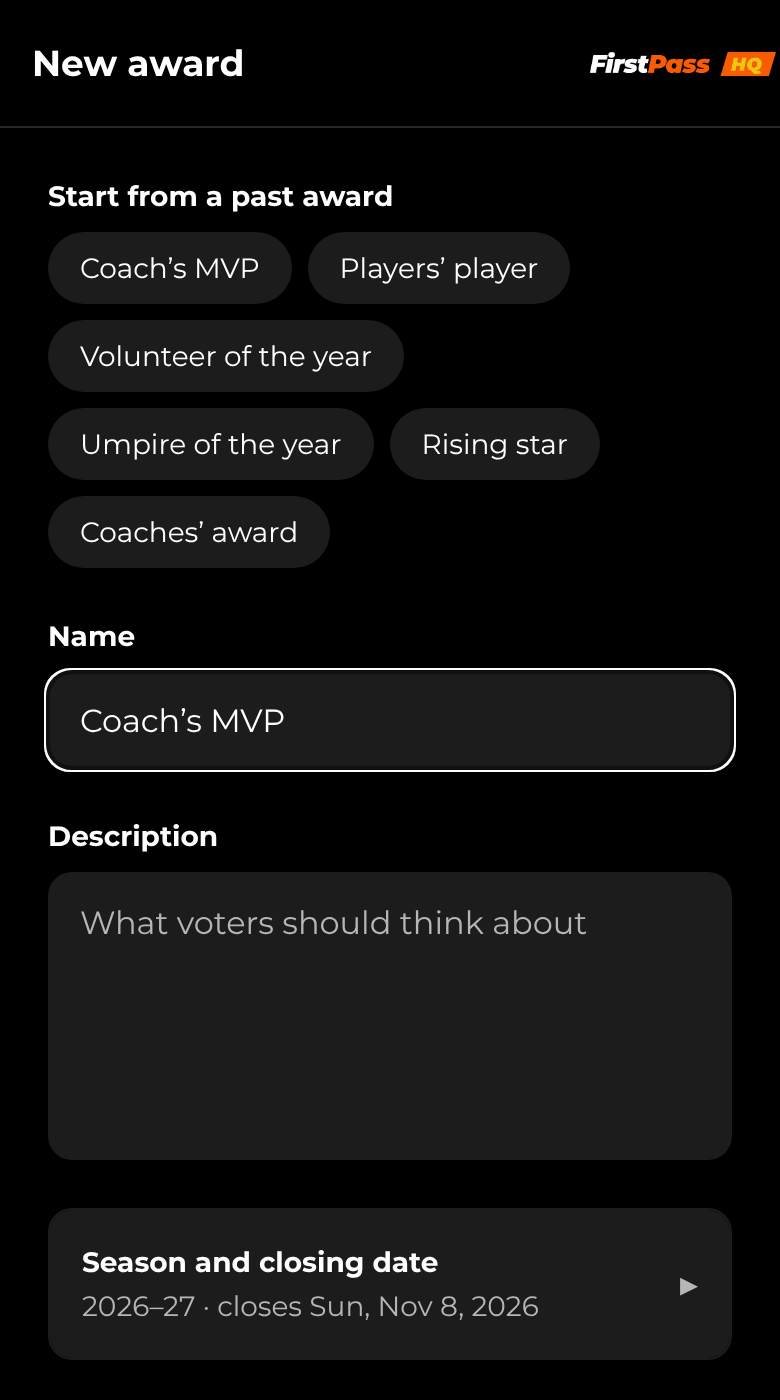 New award
FirstPass HQ
Start from a past award
Coach’s MVP
Players’ player
Volunteer of the year
Umpire of the year
Rising star
Coaches’ award
Name
Coach’s MVP
Description
What voters should think about
Season and closing date
2026–27 · closes Sun, Nov 8, 2026